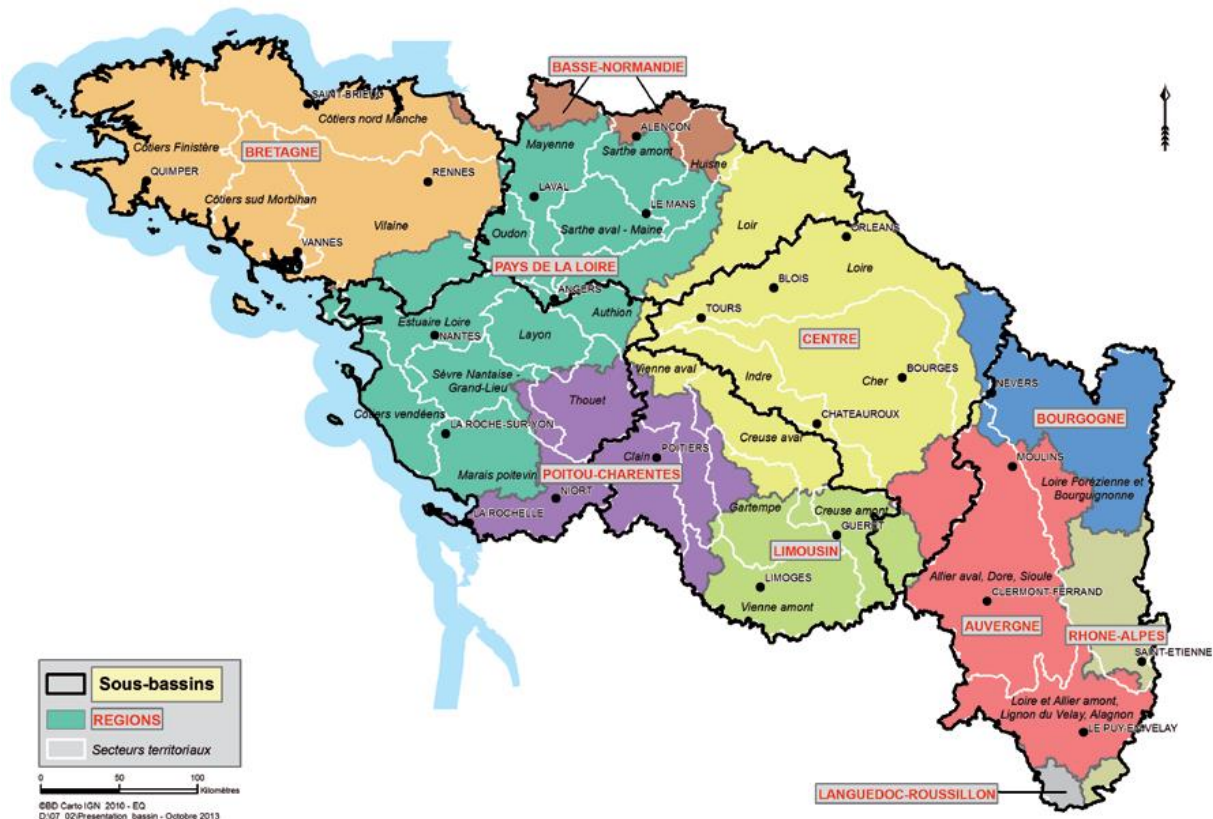 BASSE-NORMANDIE
SAINT-BRIEUC
Côtiers nord Manche
ALENÇON
Mayenne
Sarthe amont
Côtiers Finistère
BRETAGNE
Huisne
QUIMPER
RENNES
LAVAL
Côtiers sud Morbihan
LE MANS
Vilaine
Oudon
Sarthe aval - Maine
Loir
ORLEANS
VANNES
PAYS DE LA LOIRE
Loire
BLOIS
ANGERS
Authion
TOURS
Estuaire Loire
NANTES
Layon
CENTRE
Sèvre Nantaise -
Grand-Lieu
Vienne aval
Indre
Cher
BOURGES
NEVERS
Thouet
Côtiers vendéens
CHATEAUROUX
BOURGOGNE
LA ROCHE-SUR-YON
Creuse aval
Clain
POITIERS
MOULINS
Marais poitevin
POITOU-CHARENTES
Loire Forézienne et
Bourguignonne
NIORT
LA ROCHELLE
Gartempe
Creuse amont
GUERET
LIMOUSIN
LIMOGES
Vienne amont
Allier aval, Dore, Sioule
CLERMONT-FERRAND
AUVERGNE
RHONE-ALPES
SAINT-ETIENNE
Loire et Allier amont,
Lignon du Velay, Alagnon
LE PUY-EN-VELAY
LANGUEDOC-ROUSSILLON
Sous-bassins
REGIONS
Secteurs territoriaux
0 50 100
Kilomètres
©BD Carto IGN 2010 - EQ
D:\07_02\Presentation_bassin - Octobre 2013